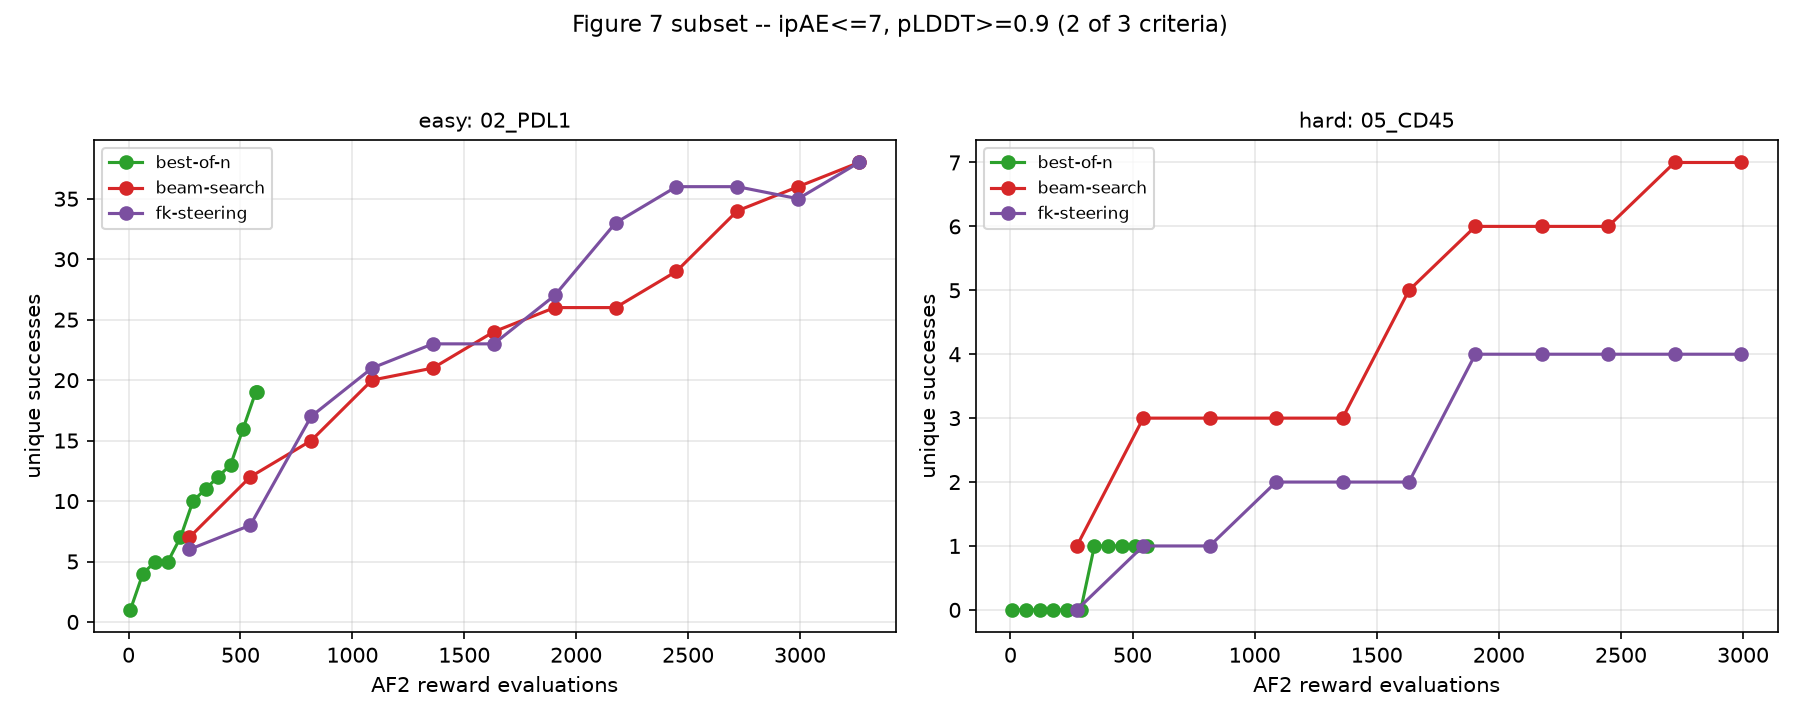 Figure 7 subset -- ipAE<=7, pLDDT>=0.9 (2 of 3 criteria)
easy: 02_PDL1
best-of-n
beam-search
fk-steering
unique successes
35
30
25
20
15
10
5
0
0 500 1000 1500 2000 2500 3000
AF2 reward evaluations
hard: 05_CD45
best-of-n
beam-search
fk-steering
unique successes
7
6
5
4
3
2
1
0
0 500 1000 1500 2000 2500 3000
AF2 reward evaluations